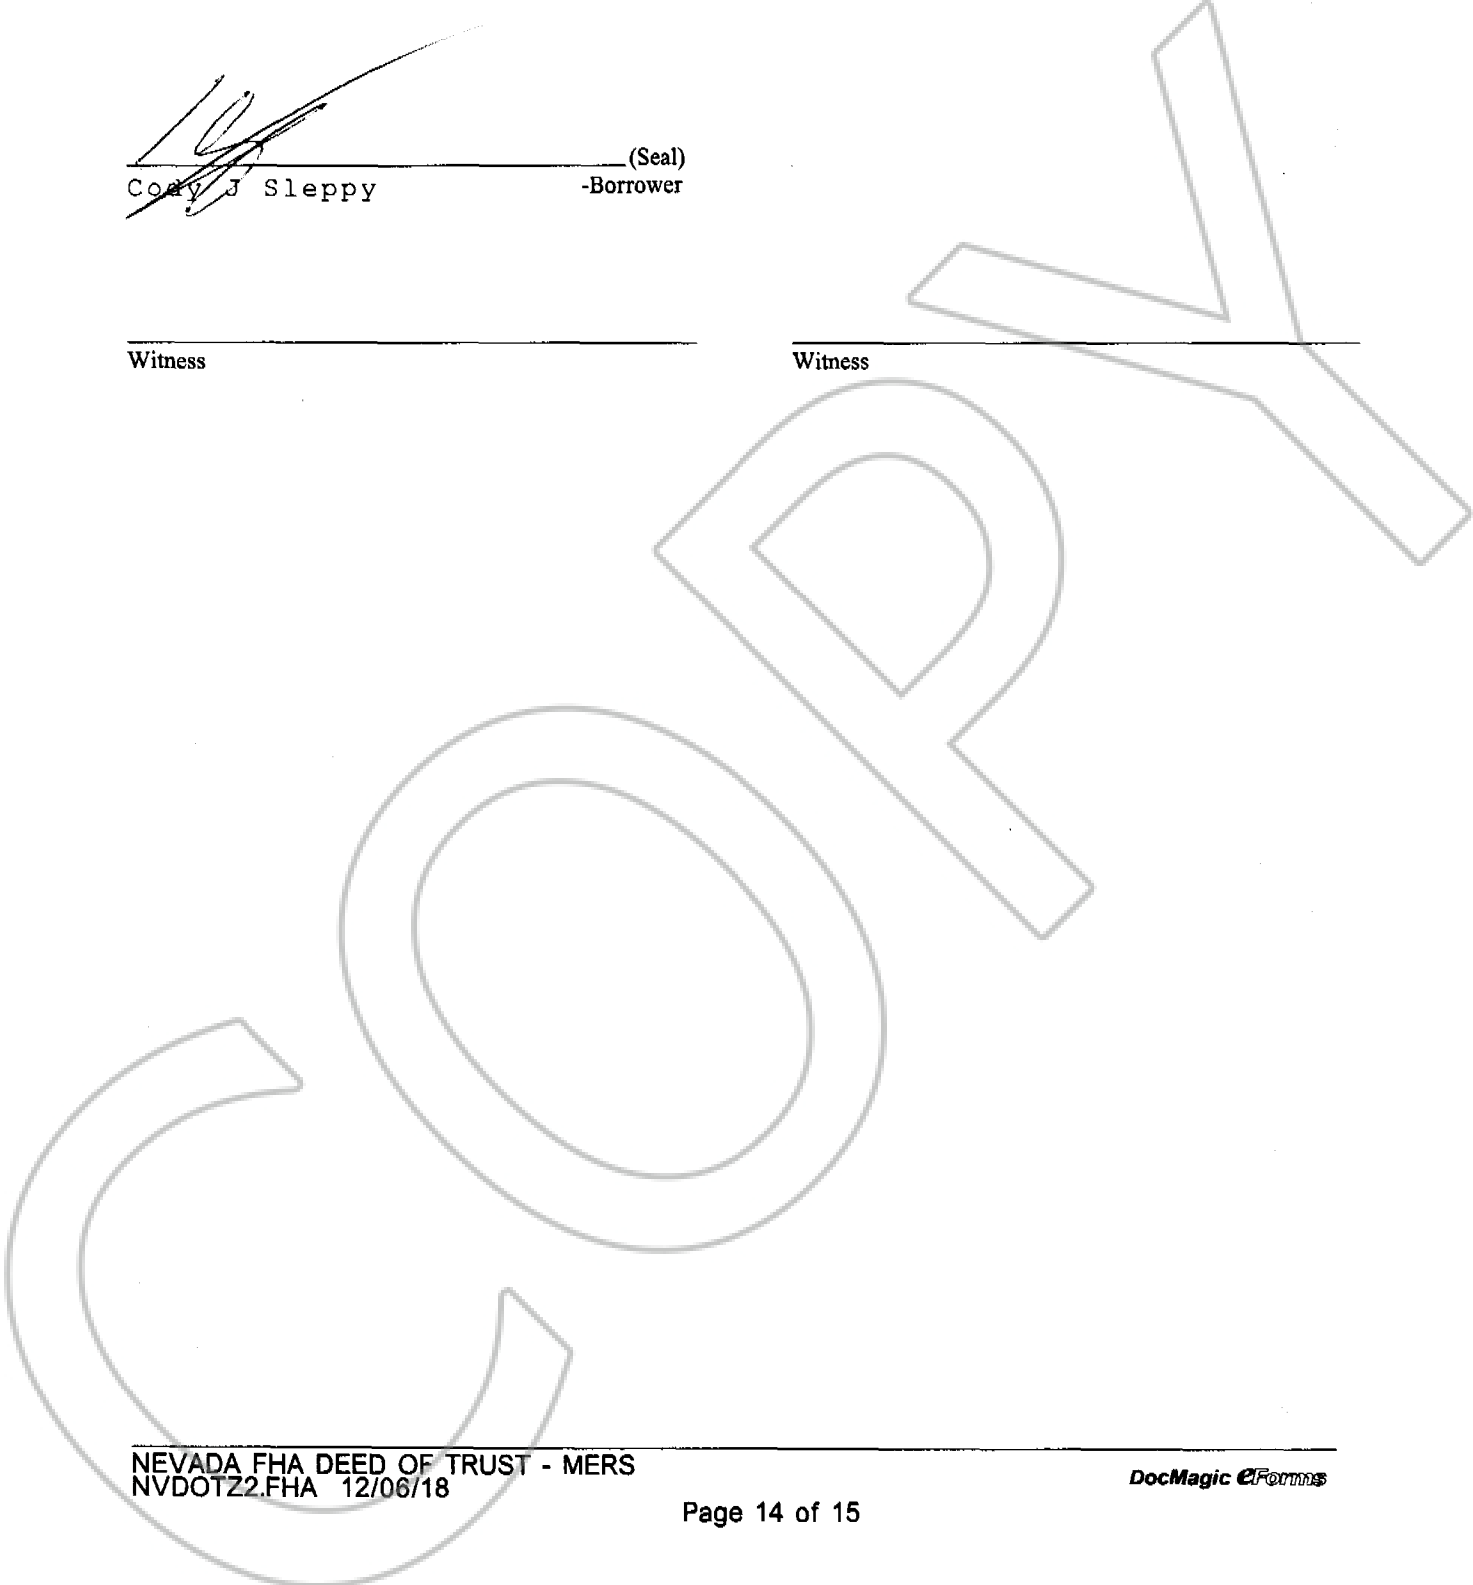 (Seal)
Cody J Sleppy -Borrower
Witness Witness
COPY
NEVADA FHA DEED OF TRUST - MERS
NVDOTZ2.FHA 12/06/18 DocMagic eForms
Page 14 of 15